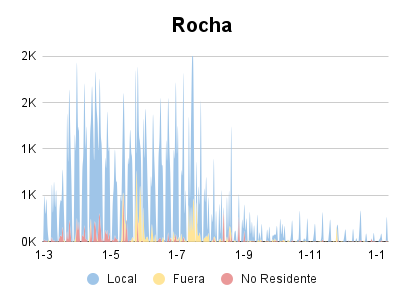 Rocha
2K
2K
1K
1K
0K
1-3 1-5 1-7 1-9 1-11 1-1
Local Fuera No Residente